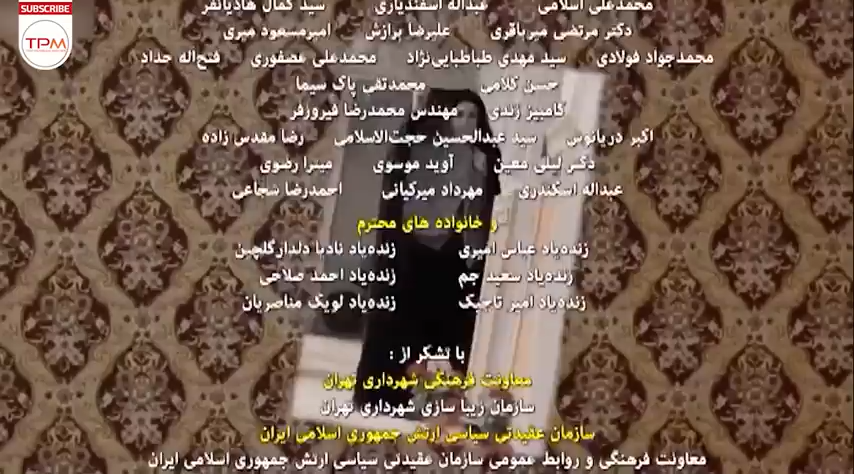 SUBSCRIBE
TPM
محمدعلی اسلامی عبداله اسفندیاری سید کمال هادیانفر
دکتر مرتضی میرباقری علیرضا برازش امیرمسعود میری
محمدجواد فولادی سید مهدی طباطبایی‌نژاد محمدعلی عصفوری فتح‌اله حداد
حسن کلامی محمدتقی پاک سیما
کامبیز زندی مهندس محمدرضا فیروزفر
اکبر دریانوس سید عبدالحسین حجت‌الاسلامی رضا مقدس زاده
دکتر لیلی معین آوید موسوی میترا رضوی
عبداله اسکندری مهرداد میرکیانی احمدرضا شجاعی
و خانواده های محترم
زنده‌یاد عباس امیری زنده‌یاد نادیا دلدارگلچین
زنده‌یاد سعید جم زنده‌یاد احمد صلاحی
زنده‌یاد امیر تاجیک زنده‌یاد لوریک مناصریان
با تشکر از :
معاونت فرهنگی شهرداری تهران
سازمان زیبا سازی شهرداری تهران
سازمان عقیدتی سیاسی ارتش جمهوری اسلامی ایران
معاونت فرهنگی و روابط عمومی سازمان عقیدتی سیاسی ارتش جمهوری اسلامی ایران